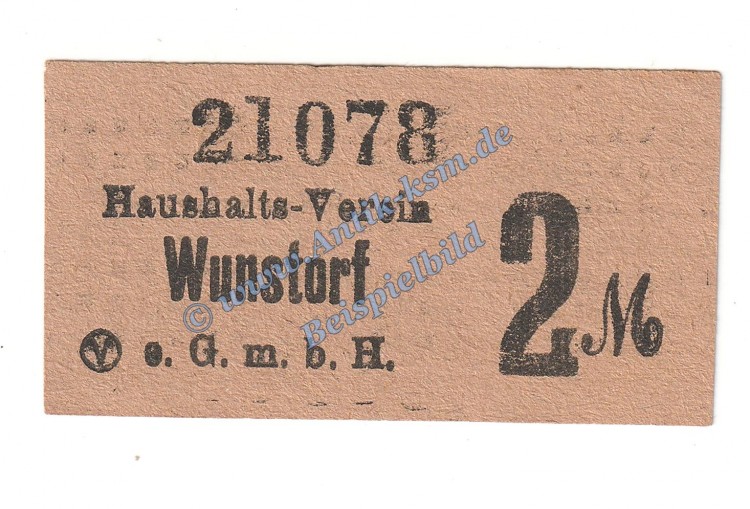 21078
Haushalts-Verein
Wunstorf
Ⓥ e. G. m. b. H.
2 M
© www.Antik-ksm.de
Beispielbild